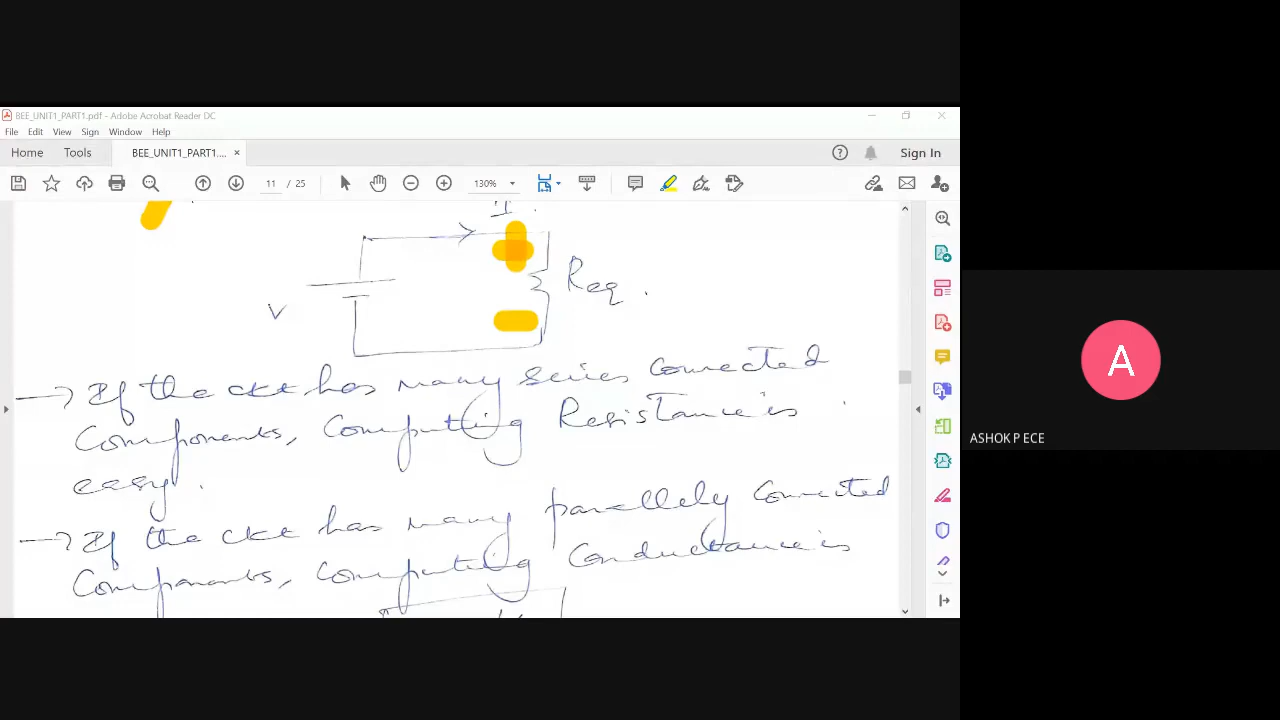 BEE_UNIT1_PART1.pdf - Adobe Acrobat Reader DC
File Edit View Sign Window Help
Home Tools BEE_UNIT1_PART1.... × Sign In
11 / 25 130%
I
V
Req.
→ If the ckt has many series connected
Components, Computing Resistance is
easy.
→ If the ckt has many parallely Connected
Components, Computing Conductance is
A
ASHOK P ECE